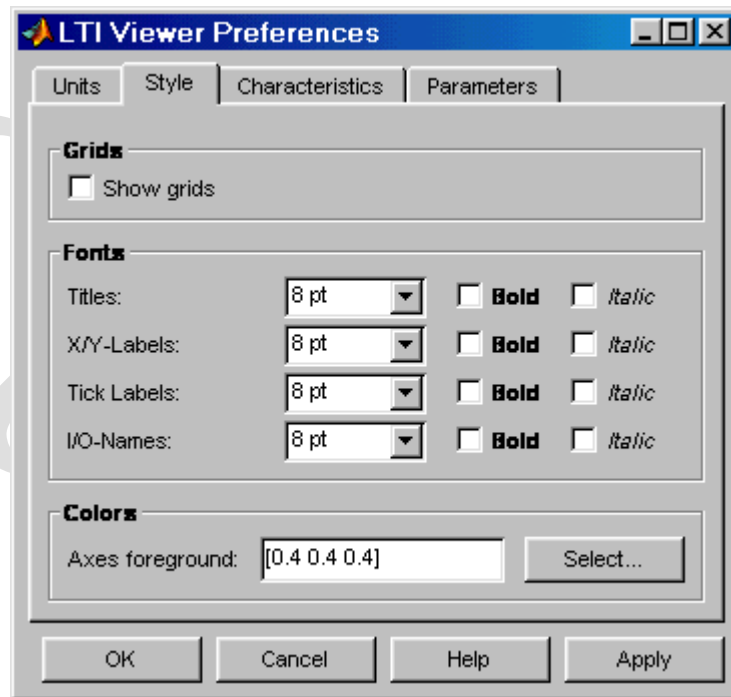 LTI Viewer Preferences
Units Style Characteristics Parameters
Grids
Show grids
Fonts
Titles: 8 pt Bold Italic
X/Y-Labels: 8 pt Bold Italic
Tick Labels: 8 pt Bold Italic
I/O-Names: 8 pt Bold Italic
Colors
Axes foreground: [0.4 0.4 0.4] Select...
OK Cancel Help Apply